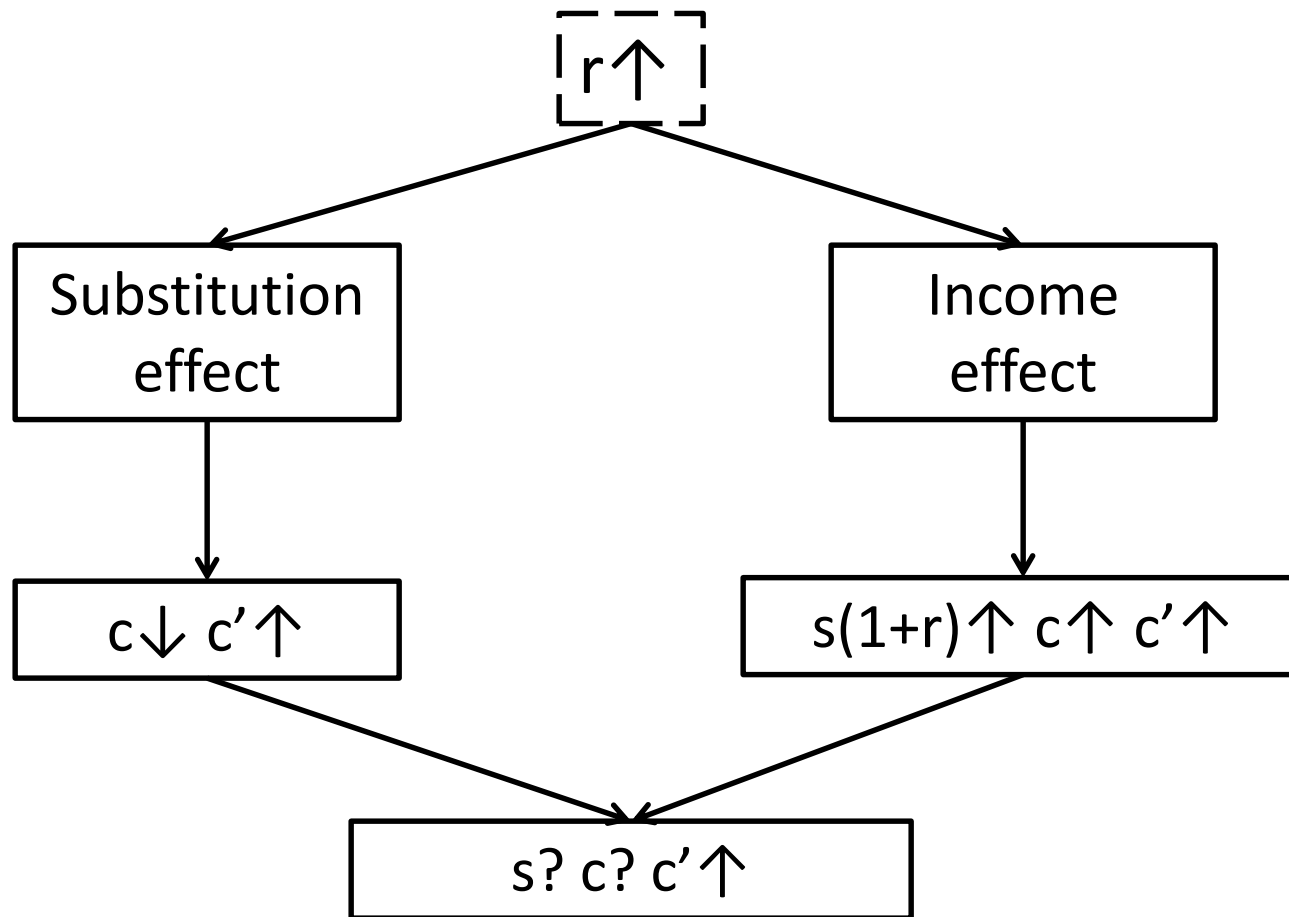 r↑
Substitution
effect
Income
effect
c↓ c’↑
s(1+r)↑ c↑ c’↑
s? c? c’↑